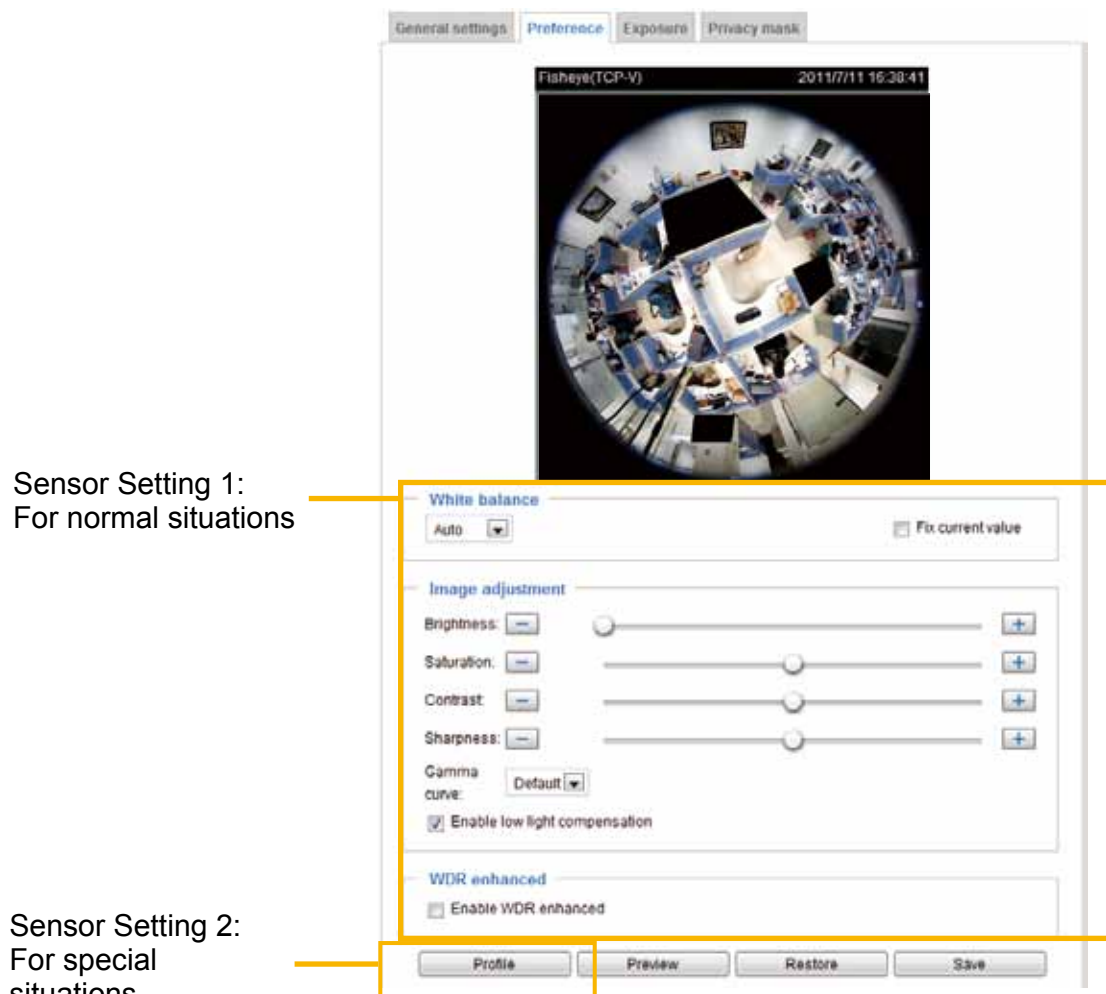 General settings Preference Exposure Privacy mask
Fisheye(TCP-V) 2011/7/11 16:38:41
Sensor Setting 1:
For normal situations
White balance
Auto Fix current value
Image adjustment
Brightness:
Saturation:
Contrast:
Sharpness:
Gamma
curve: Default
Enable low light compensation
WDR enhanced
Enable WDR enhanced
Sensor Setting 2:
For special
situations
Profile Preview Restore Save